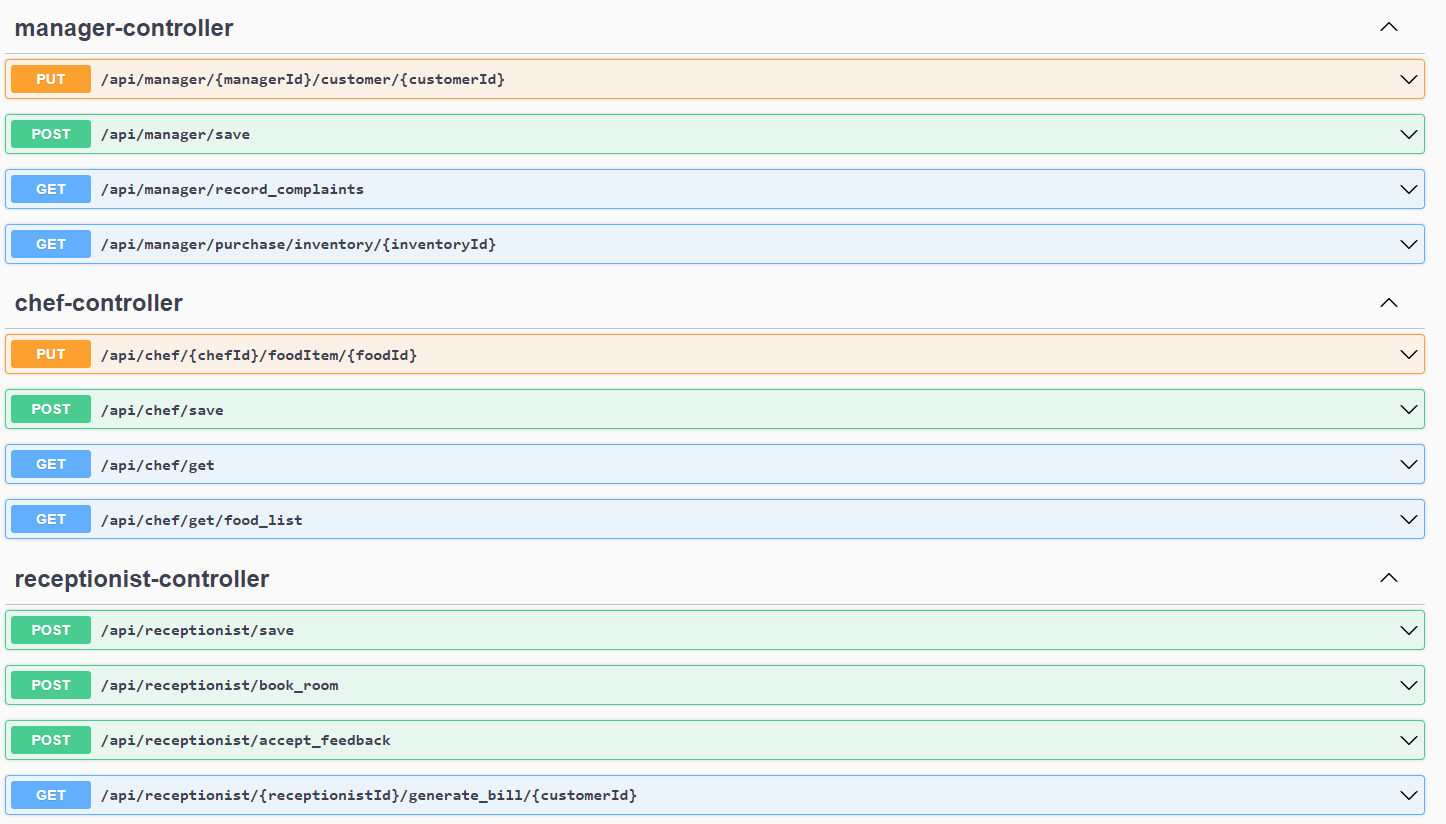 manager-controller
PUT /api/manager/{managerId}/customer/{customerId}
POST /api/manager/save
GET /api/manager/record_complaints
GET /api/manager/purchase/inventory/{inventoryId}
chef-controller
PUT /api/chef/{chefId}/foodItem/{foodId}
POST /api/chef/save
GET /api/chef/get
GET /api/chef/get/food_list
receptionist-controller
POST /api/receptionist/save
POST /api/receptionist/book_room
POST /api/receptionist/accept_feedback
GET /api/receptionist/{receptionistId}/generate_bill/{customerId}